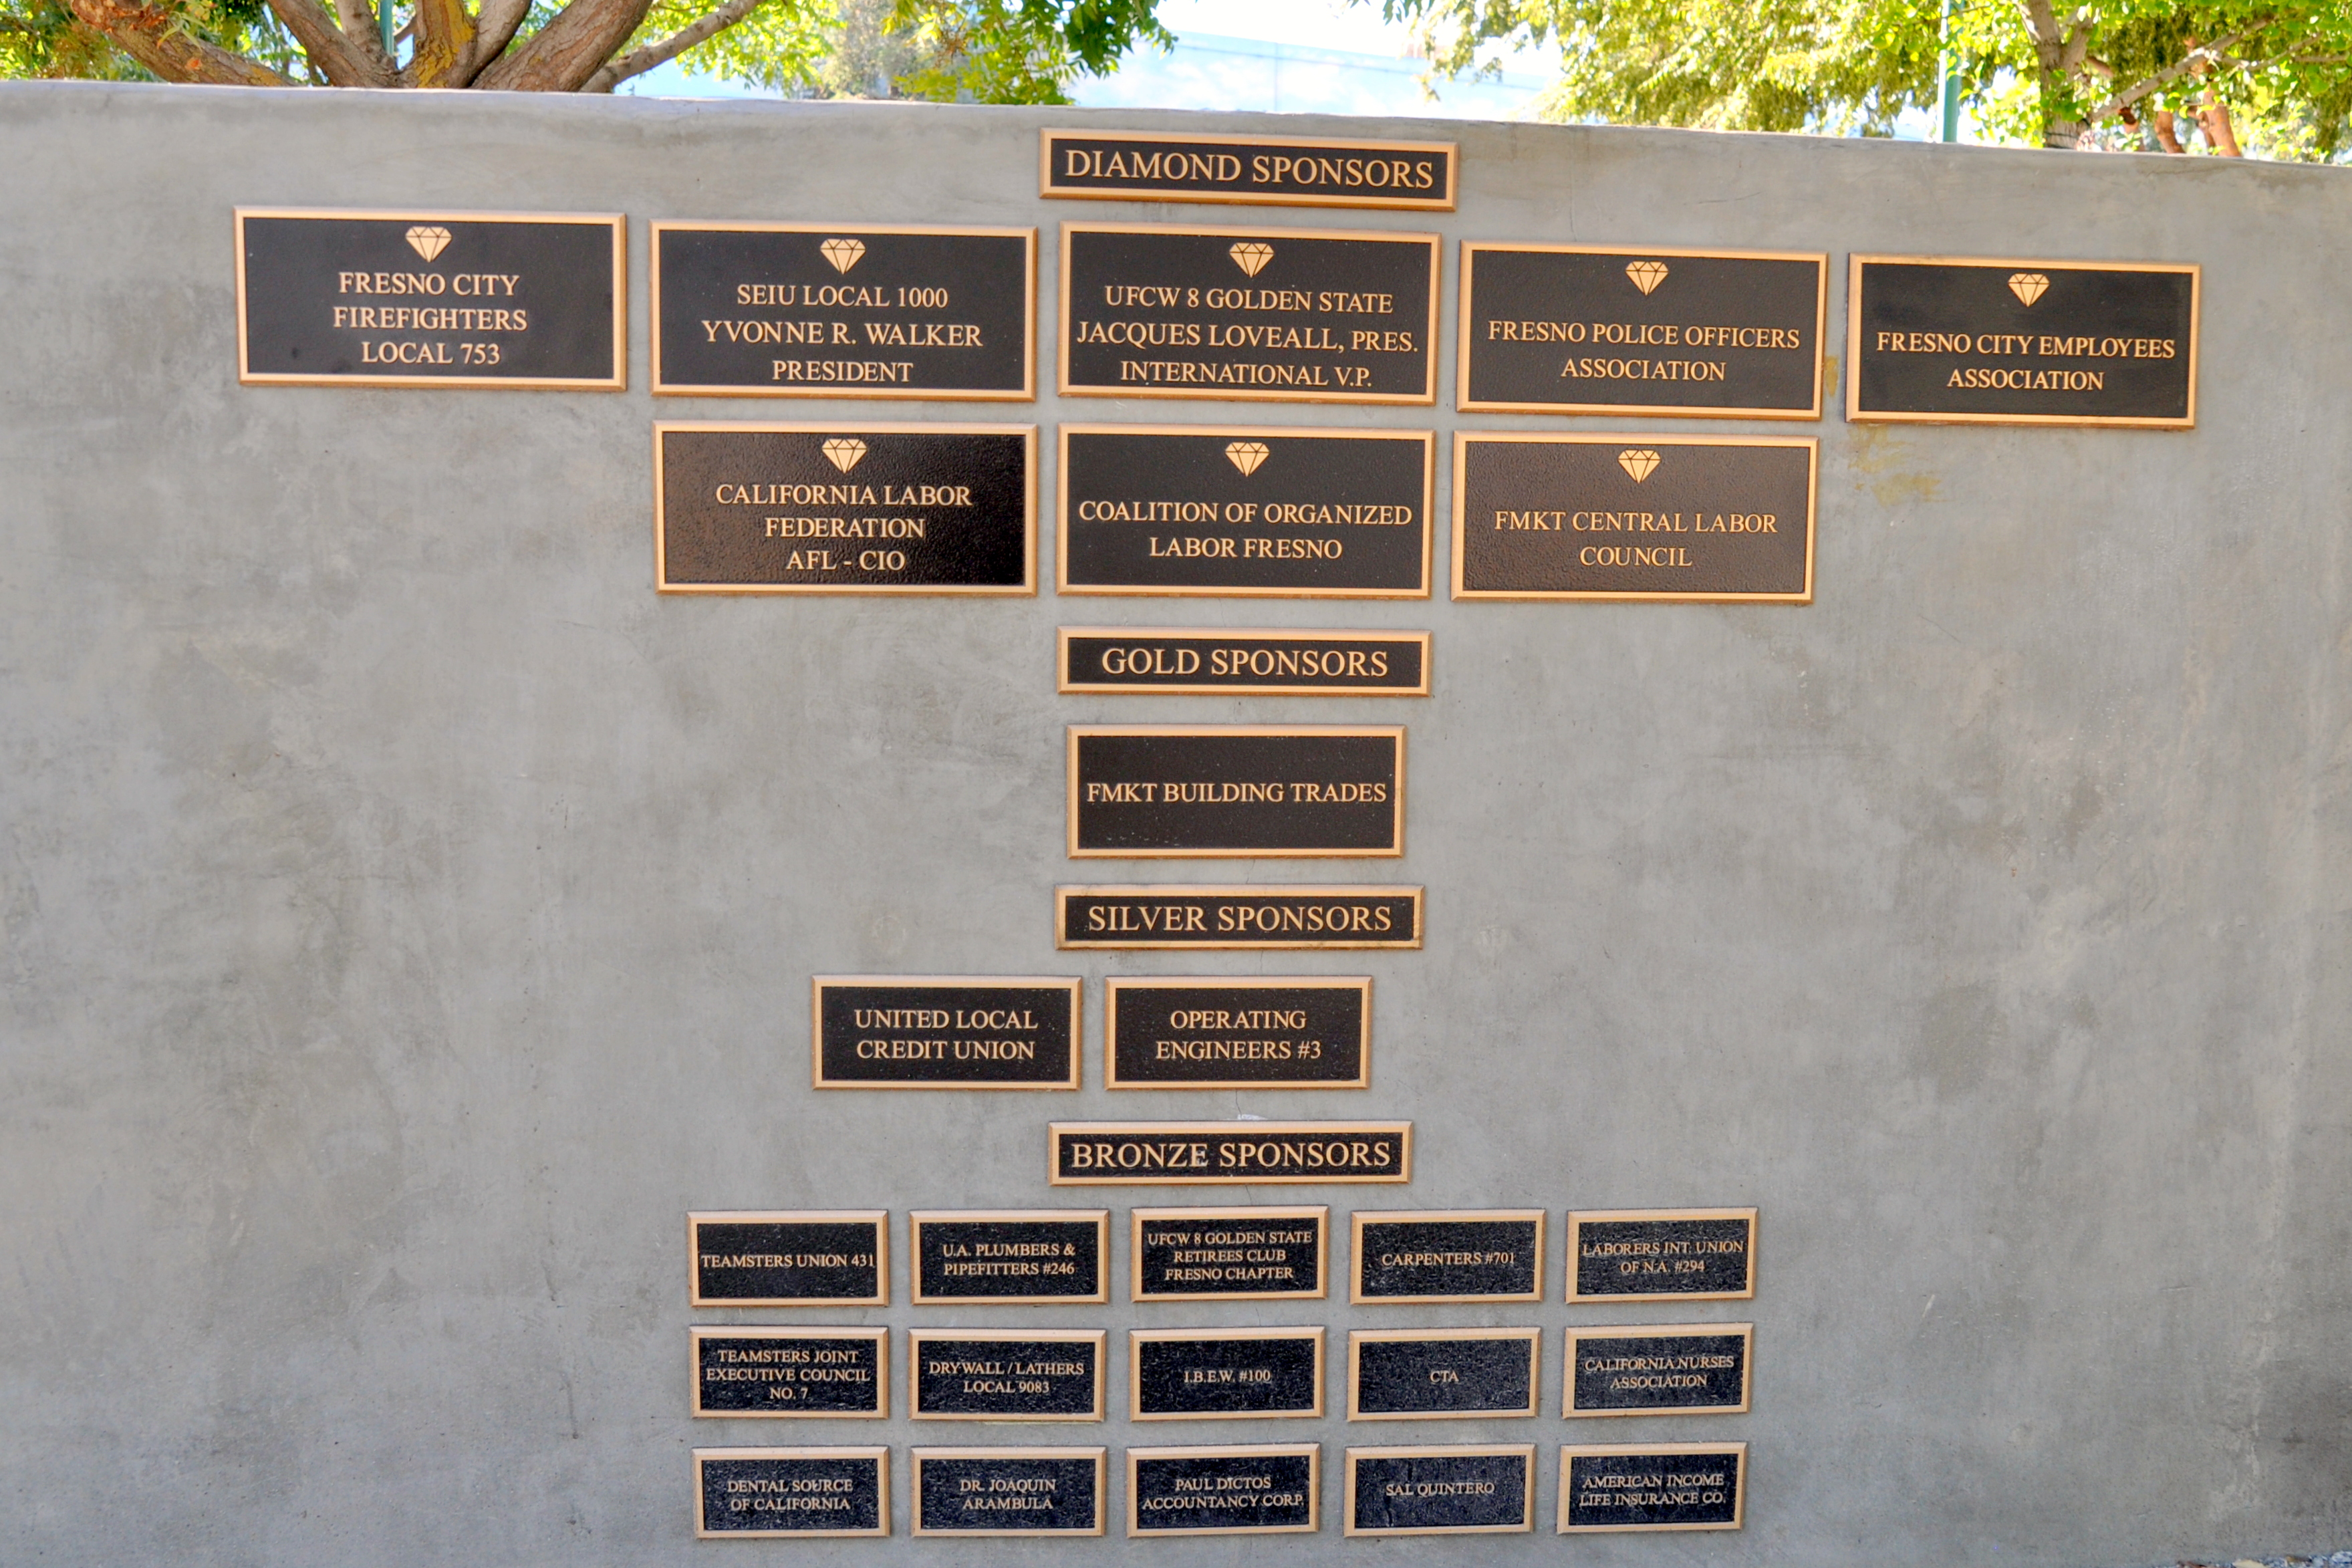 DIAMOND SPONSORS
FRESNO CITY
FIREFIGHTERS
LOCAL 753
SEIU LOCAL 1000
YVONNE R. WALKER
PRESIDENT
UFCW 8 GOLDEN STATE
JACQUES LOVEALL, PRES.
INTERNATIONAL V.P.
FRESNO POLICE OFFICERS
ASSOCIATION
FRESNO CITY EMPLOYEES
ASSOCIATION
CALIFORNIA LABOR
FEDERATION
AFL - CIO
COALITION OF ORGANIZED
LABOR FRESNO
FMKT CENTRAL LABOR
COUNCIL
GOLD SPONSORS
FMKT BUILDING TRADES
SILVER SPONSORS
UNITED LOCAL
CREDIT UNION
OPERATING
ENGINEERS #3
BRONZE SPONSORS
TEAMSTERS UNION 431
U.A. PLUMBERS &
PIPEFITTERS #246
UFCW 8 GOLDEN STATE
RETIREES CLUB
FRESNO CHAPTER
CARPENTERS #701
LABORERS INT. UNION
OF N.A. #294
TEAMSTERS JOINT
EXECUTIVE COUNCIL
NO. 7
DRYWALL / LATHERS
LOCAL 9083
I.B.E.W. #100
CTA
CALIFORNIA NURSES
ASSOCIATION
DENTAL SOURCE
OF CALIFORNIA
DR. JOAQUIN
ARAMBULA
PAUL DICTOS
ACCOUNTANCY CORP.
SAL QUINTERO
AMERICAN INCOME
LIFE INSURANCE CO.